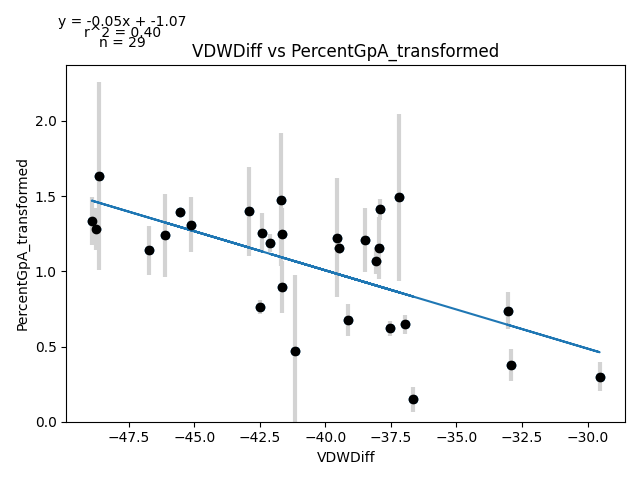 y = -0.05x + -1.07
r^2 = 0.40
n = 29
VDWDiff vs PercentGpA_transformed
PercentGpA_transformed
2.0
1.5
1.0
0.5
0.0
−47.5 −45.0 −42.5 −40.0 −37.5 −35.0 −32.5 −30.0
VDWDiff